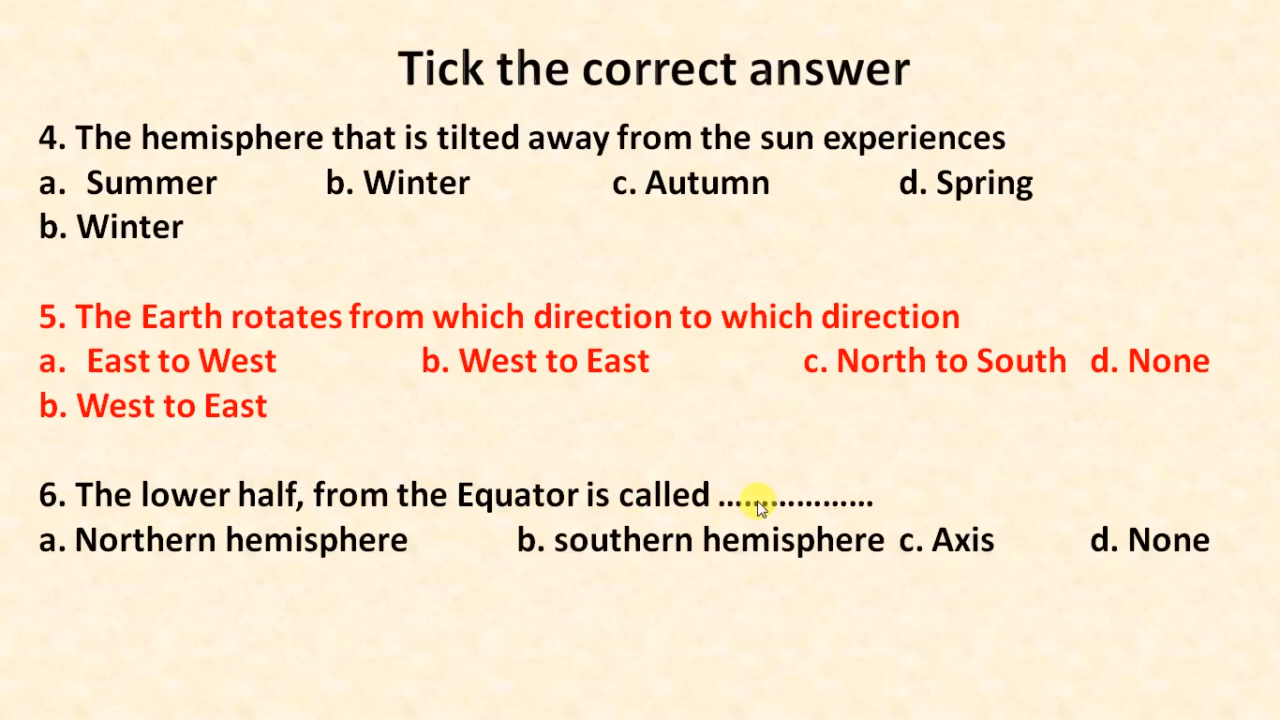 Tick the correct answer
4. The hemisphere that is tilted away from the sun experiences
a. Summer b. Winter c. Autumn d. Spring
b. Winter
5. The Earth rotates from which direction to which direction
a. East to West b. West to East c. North to South d. None
b. West to East
6. The lower half, from the Equator is called ………………
a. Northern hemisphere b. southern hemisphere c. Axis d. None